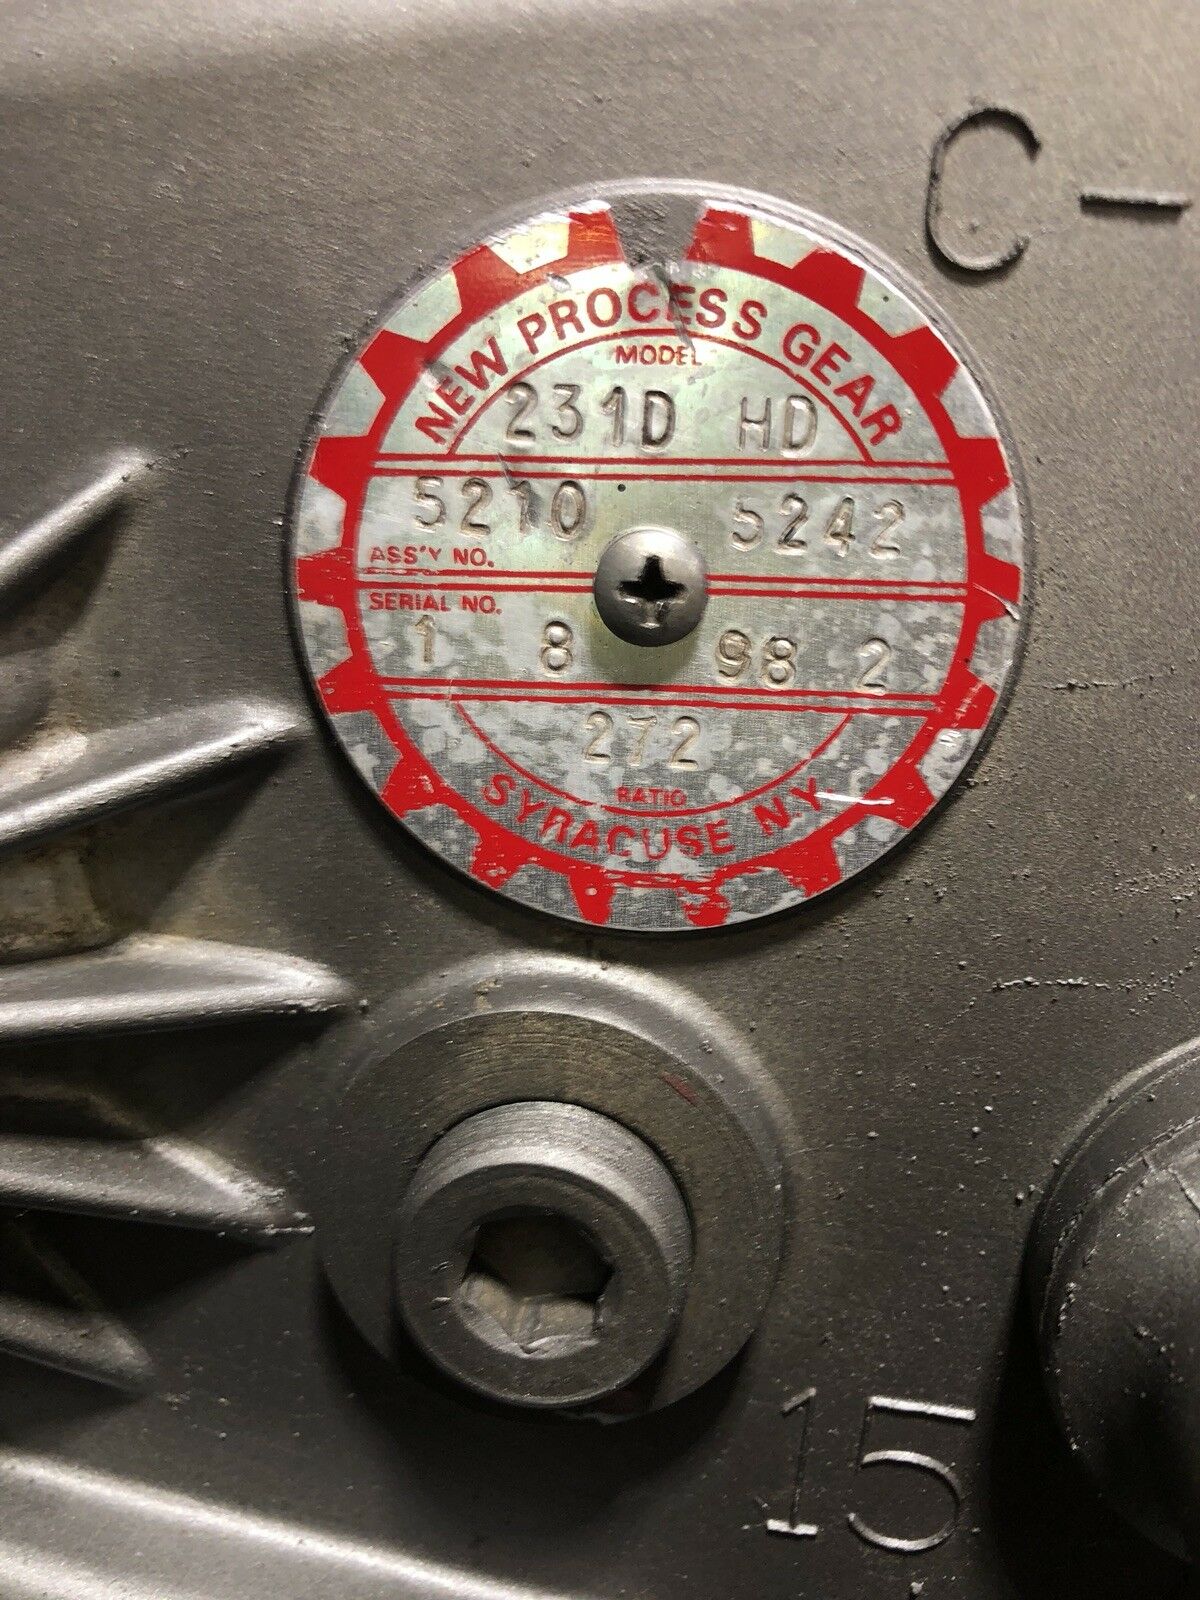 C-
NEW PROCESS GEAR
MODEL
231D HD
5210 5242
ASS'Y NO.
SERIAL NO.
1 8 98 2
272
RATIO
SYRACUSE N.Y.
15